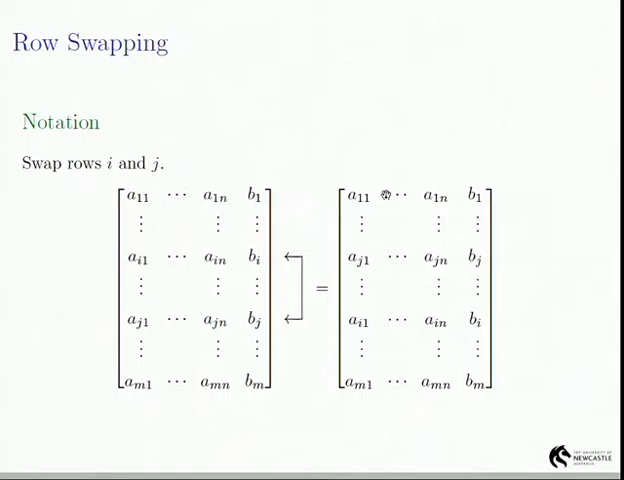 Row Swapping
Notation
Swap rows i and j.
a11 ⋯ a1n b1 a11 ⋯ a1n b1
⋮ ⋮ ⋮ ⋮ ⋮ ⋮
ai1 ⋯ ain bi aj1 ⋯ ajn bj
⋮ ⋮ ⋮ = ⋮ ⋮ ⋮
aj1 ⋯ ajn bj ai1 ⋯ ain bi
⋮ ⋮ ⋮ ⋮ ⋮ ⋮
am1 ⋯ amn bm am1 ⋯ amn bm
THE UNIVERSITY OF
NEWCASTLE
AUSTRALIA